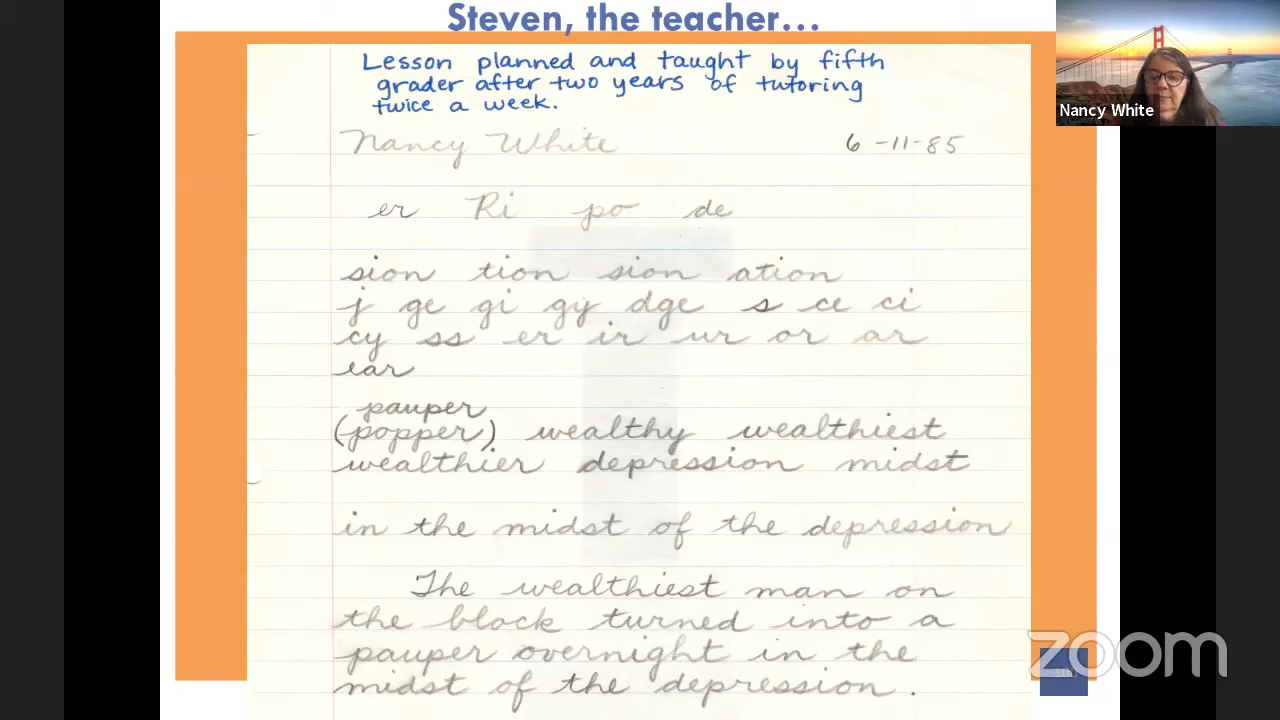 Steven, the teacher...
Lesson planned and taught by fifth
grader after two years of tutoring
twice a week.
Nancy White 6-11-85
er Ri po de
sion tion sion ation
j ge gi gy dge s ce ci
cy ss er ir ur or ar
ear
pauper
(popper) wealthy wealthiest
wealthier depression midst
in the midst of the depression
The wealthiest man on
the block turned into a
pauper overnight in the
midst of the depression.
Nancy White
zoom